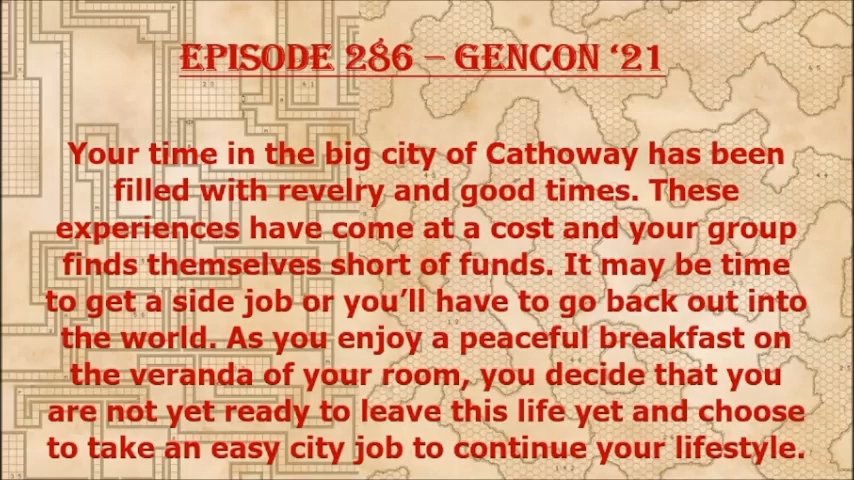 EPISODE 286 – GENCON ‘21
Your time in the big city of Cathoway has been
filled with revelry and good times. These
experiences have come at a cost and your group
finds themselves short of funds. It may be time
to get a side job or you’ll have to go back out into
the world. As you enjoy a peaceful breakfast on
the veranda of your room, you decide that you
are not yet ready to leave this life yet and choose
to take an easy city job to continue your lifestyle.